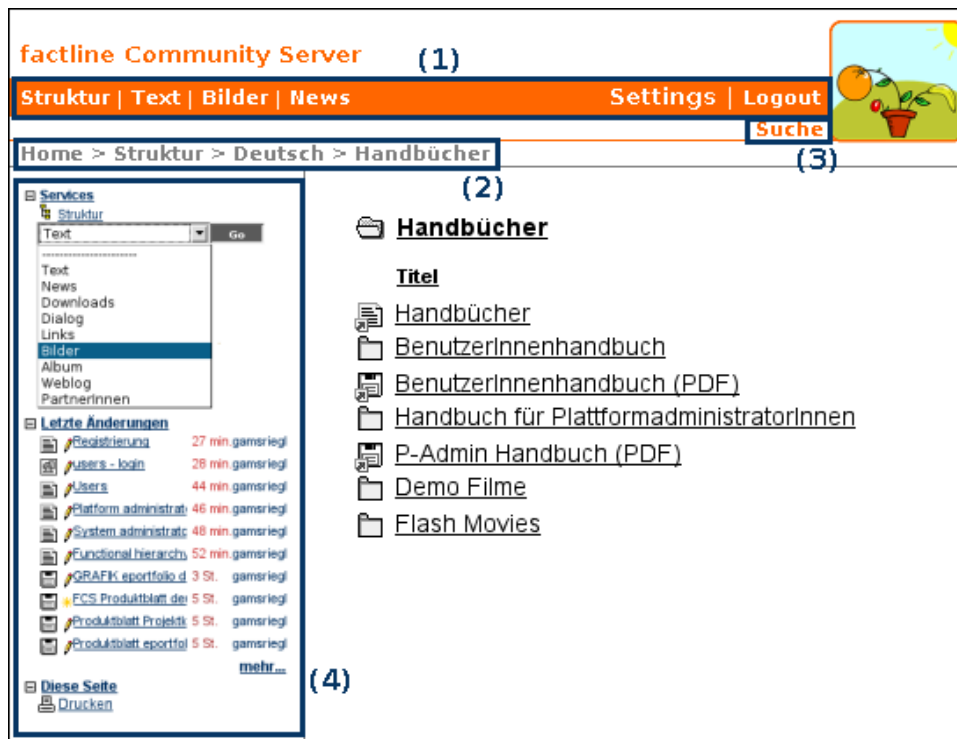 factline Community Server
(1)
Struktur | Text | Bilder | News
Settings | Logout
Suche
(3)
Home > Struktur > Deutsch > Handbücher
(2)
Services
Struktur
Text
Go
----------------------
Text
News
Downloads
Dialog
Links
Bilder
Album
Weblog
PartnerInnen
Letzte Änderungen
Registrierung 27 min. gamsriegl
users - login 28 min. gamsriegl
Users 44 min. gamsriegl
Platform administrat 46 min. gamsriegl
System administratc 48 min. gamsriegl
Functional hierarchy 52 min. gamsriegl
GRAFIK eportfolio d 3 St. gamsriegl
FCS Produktblatt der 5 St. gamsriegl
Produktblatt Projektk 5 St. gamsriegl
Produktblatt eportfol 5 St. gamsriegl
mehr...
(4)
Diese Seite
Drucken
Handbücher
Titel
Handbücher
BenutzerInnenhandbuch
BenutzerInnenhandbuch (PDF)
Handbuch für PlattformadministratorInnen
P-Admin Handbuch (PDF)
Demo Filme
Flash Movies